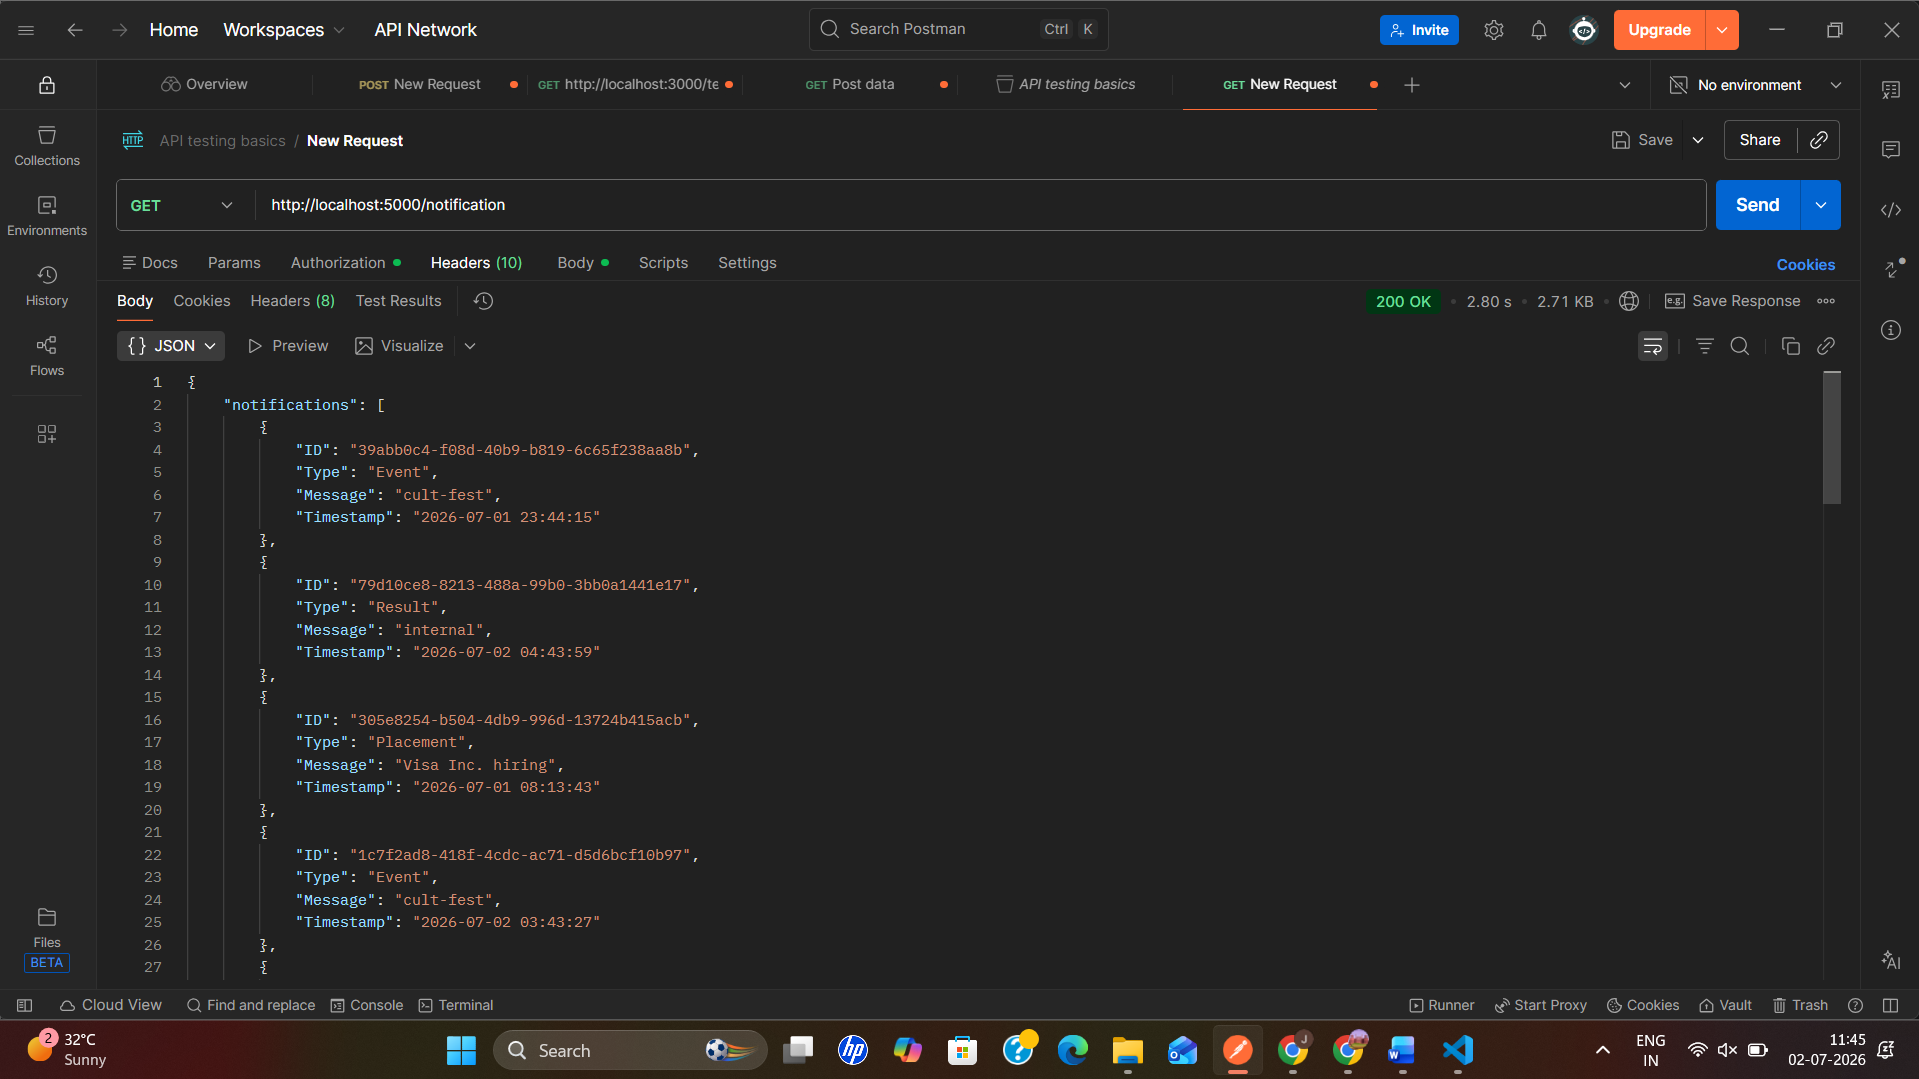 Home Workspaces API Network Search Postman Ctrl K Invite Upgrade
Overview POST New Request GET http://localhost:3000/te GET Post data API testing basics GET New Request No environment
HTTP API testing basics / New Request Save Share
Collections
GET http://localhost:5000/notification Send
Environments
Docs Params Authorization Headers (10) Body Scripts Settings Cookies
History
Body Cookies Headers (8) Test Results 200 OK • 2.80 s • 2.71 KB e.g. Save Response
{} JSON Preview Visualize
Flows
1 {
2 "notifications": [
3 {
4 "ID": "39abb0c4-f08d-40b9-b819-6c65f238aa8b",
5 "Type": "Event",
6 "Message": "cult-fest",
7 "Timestamp": "2026-07-01 23:44:15"
8 },
9 {
10 "ID": "79d10ce8-8213-488a-99b0-3bb0a1441e17",
11 "Type": "Result",
12 "Message": "internal",
13 "Timestamp": "2026-07-02 04:43:59"
14 },
15 {
16 "ID": "305e8254-b504-4db9-996d-13724b415acb",
17 "Type": "Placement",
18 "Message": "Visa Inc. hiring",
19 "Timestamp": "2026-07-01 08:13:43"
20 },
21 {
22 "ID": "1c7f2ad8-418f-4cdc-ac71-d5d6bcf10b97",
23 "Type": "Event",
24 "Message": "cult-fest",
25 "Timestamp": "2026-07-02 03:43:27"
26 },
27 {
Files
BETA
AI
Cloud View Find and replace Console Terminal Runner Start Proxy Cookies Vault Trash
2 32°C
Sunny
Search
hp
J
W
ENG
IN
11:45
02-07-2026